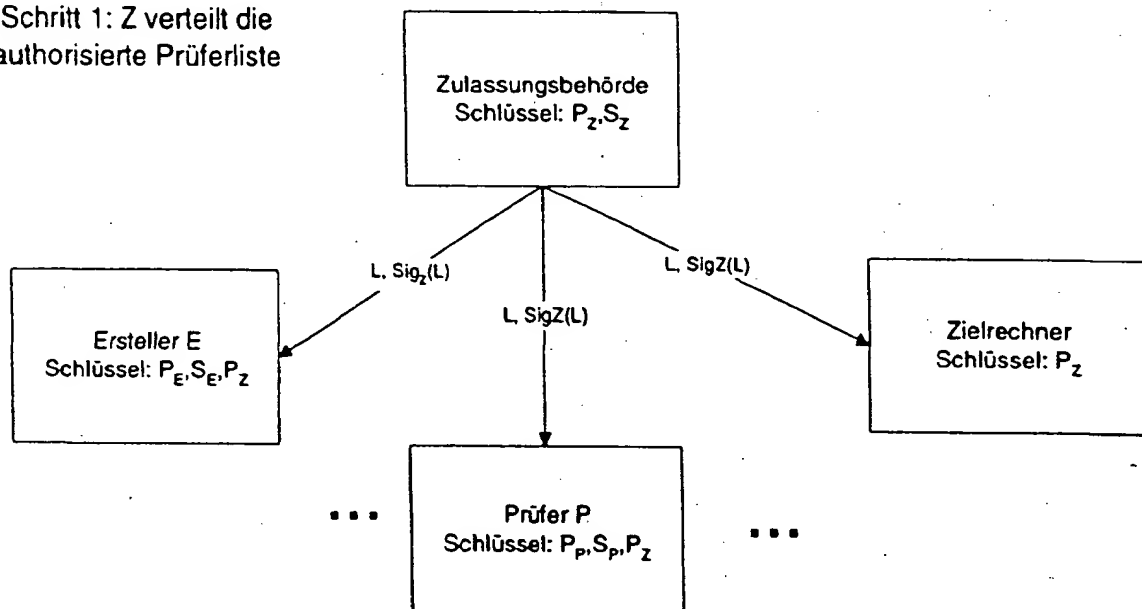 Schritt 1: Z verteilt die
authorisierte Prüferliste
Zulassungsbehörde
Schlüssel: P_Z,S_Z
L, Sig_z(L)
L, SigZ(L)
L, SigZ(L)
Ersteller E
Schlüssel: P_E,S_E,P_Z
Zielrechner
Schlüssel: P_Z
...
Prüfer P
Schlüssel: P_P,S_P,P_Z
...